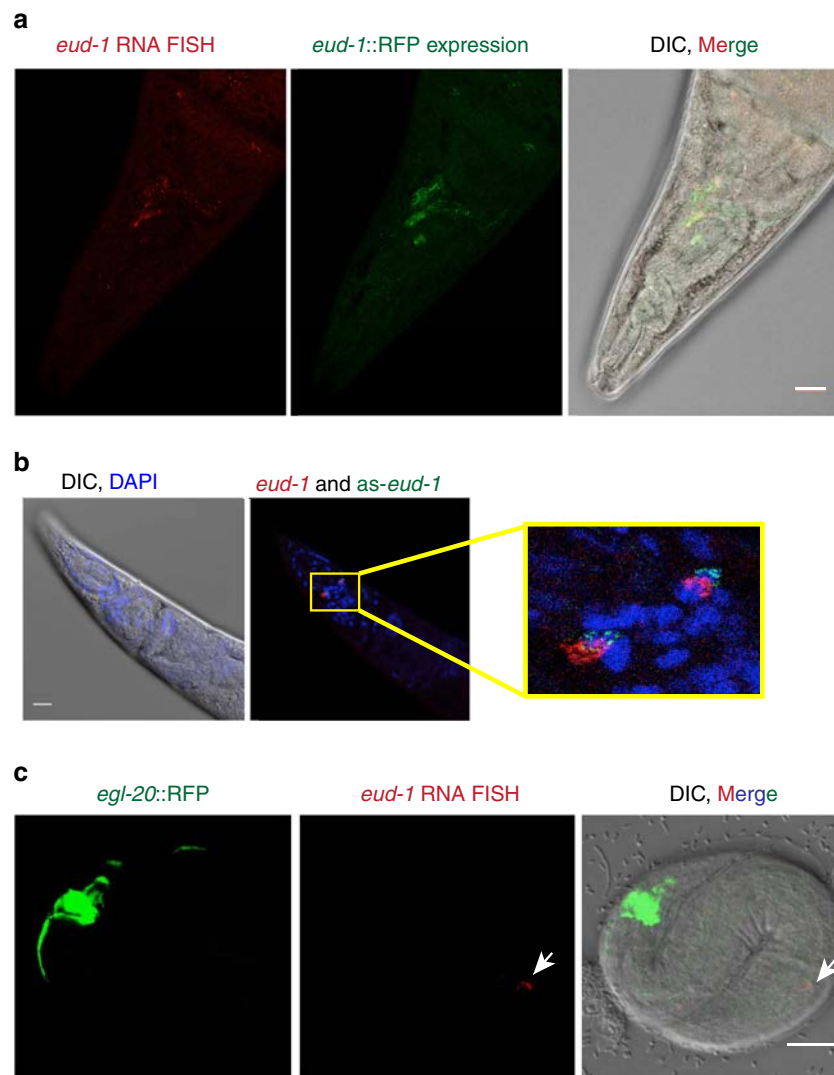 a
eud-1 RNA FISH
eud-1::RFP expression
DIC, Merge
b
DIC, DAPI
eud-1 and as-eud-1
c
egl-20::RFP
eud-1 RNA FISH
DIC, Merge